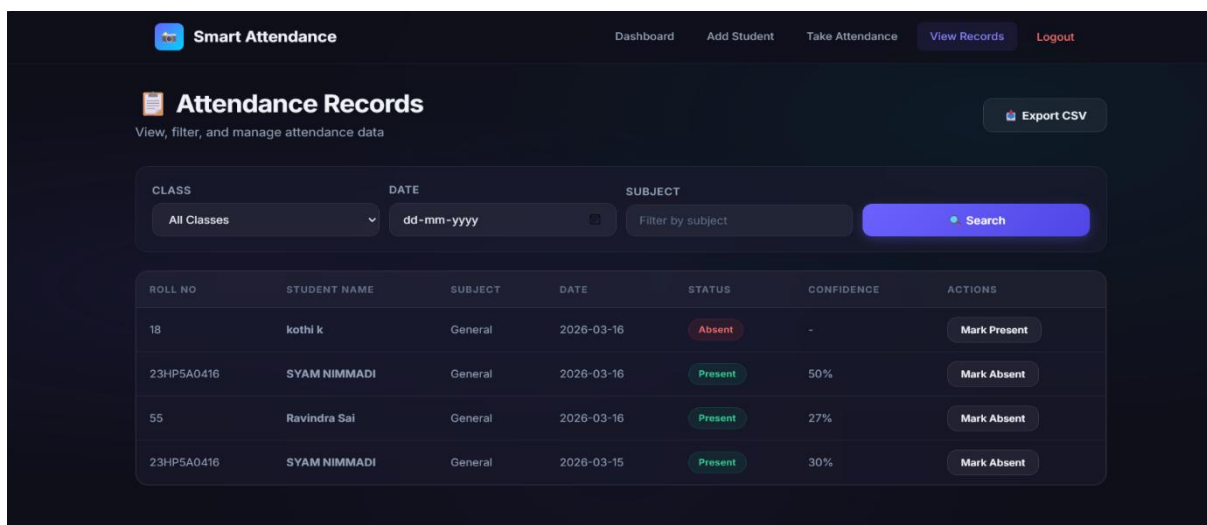 Smart Attendance Dashboard Add Student Take Attendance View Records Logout
Attendance Records
View, filter, and manage attendance data
Export CSV
CLASS DATE SUBJECT
All Classes dd-mm-yyyy Filter by subject Search
ROLL NO STUDENT NAME SUBJECT DATE STATUS CONFIDENCE ACTIONS
18 kothi k General 2026-03-16 Absent - Mark Present
23HP5A0416 SYAM NIMMADI General 2026-03-16 Present 50% Mark Absent
55 Ravindra Sai General 2026-03-16 Present 27% Mark Absent
23HP5A0416 SYAM NIMMADI General 2026-03-15 Present 30% Mark Absent